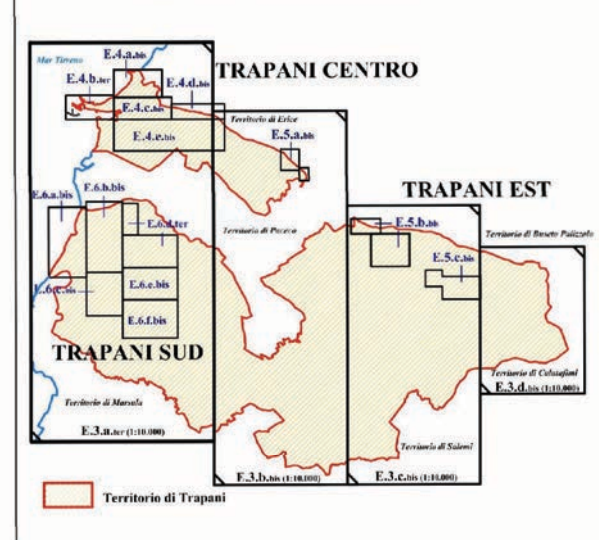 E.4.a.bis
Mar Tirreno
TRAPANI CENTRO
E.4.b.ter
E.4.d.bis
E.4.c.bis
Territorio di Erice
E.4.e.bis
E.5.a.bis
TRAPANI EST
E.6.a.bis
E.6.b.bis
E.6.d.ter
E.5.b.bis
Territorio di Paceco
Territorio di Buseto Palizzolo
E.5.c.bis
E.6.c.bis
E.6.e.bis
E.6.f.bis
TRAPANI SUD
Territorio di Calatafimi
E.3.d.bis (1:10.000)
Territorio di Marsala
E.3.a.ter (1:10.000)
Territorio di Salemi
E.3.b.bis (1:10.000)
E.3.c.bis (1:10.000)
Territorio di Trapani